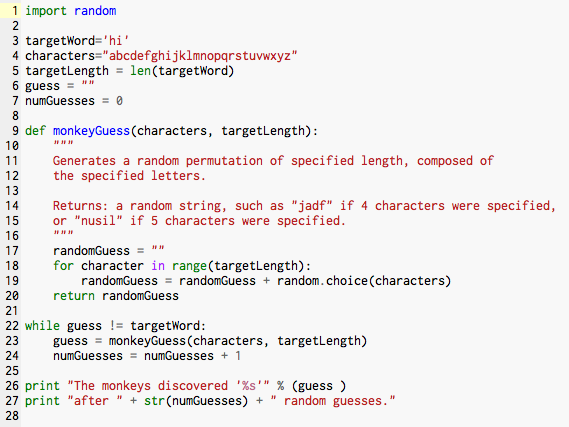 1 import random
2
3 targetWord='hi'
4 characters="abcdefghijklmnopqrstuvwxyz"
5 targetLength = len(targetWord)
6 guess = ""
7 numGuesses = 0
8
9 def monkeyGuess(characters, targetLength):
10     """
11     Generates a random permutation of specified length, composed of
12     the specified letters.
13
14     Returns: a random string, such as "jadf" if 4 characters were specified,
15     or "nusil" if 5 characters were specified.
16     """
17     randomGuess = ""
18     for character in range(targetLength):
19         randomGuess = randomGuess + random.choice(characters)
20     return randomGuess
21
22 while guess != targetWord:
23     guess = monkeyGuess(characters, targetLength)
24     numGuesses = numGuesses + 1
25
26 print "The monkeys discovered '%s'" % (guess )
27 print "after " + str(numGuesses) + " random guesses."
28